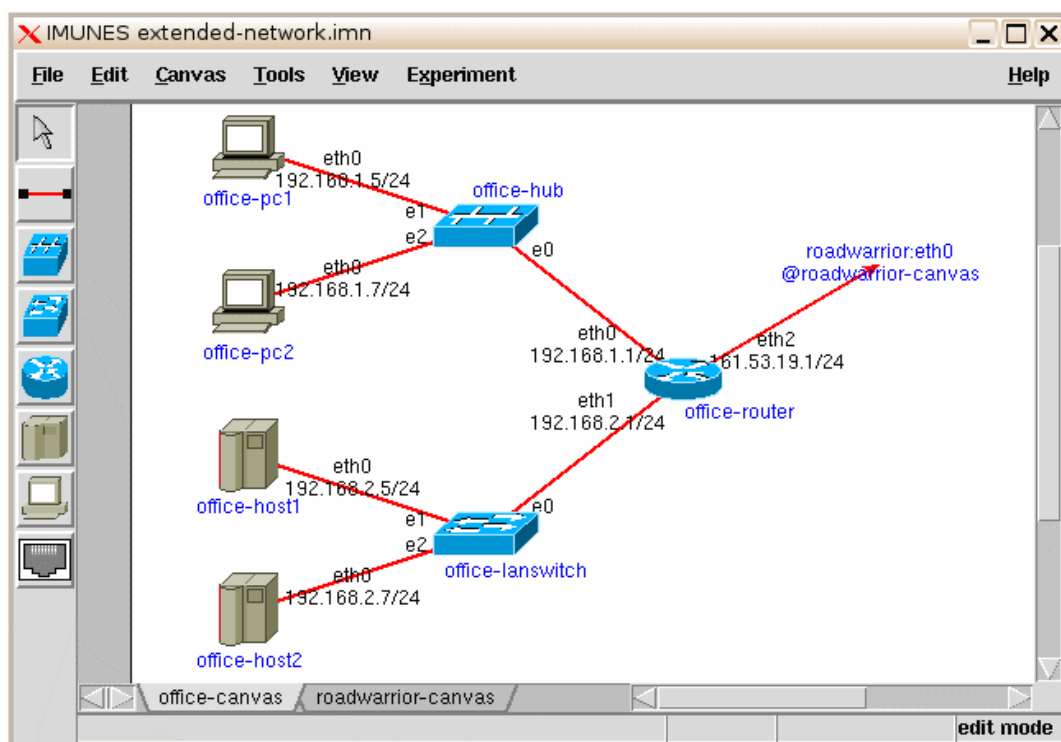 IMUNES extended-network.imn
File Edit Canvas Tools View Experiment Help
eth0
192.168.1.5/24
office-pc1
office-hub
e1
e2
e0
eth0
192.168.1.7/24
office-pc2
roadwarrior:eth0
@roadwarrior-canvas
eth0
192.168.1.1/24
eth2
161.53.19.1/24
eth1
192.168.2.1/24
office-router
eth0
192.168.2.5/24
office-host1
e1
e0
e2
office-lanswitch
eth0
192.168.2.7/24
office-host2
office-canvas roadwarrior-canvas
edit mode